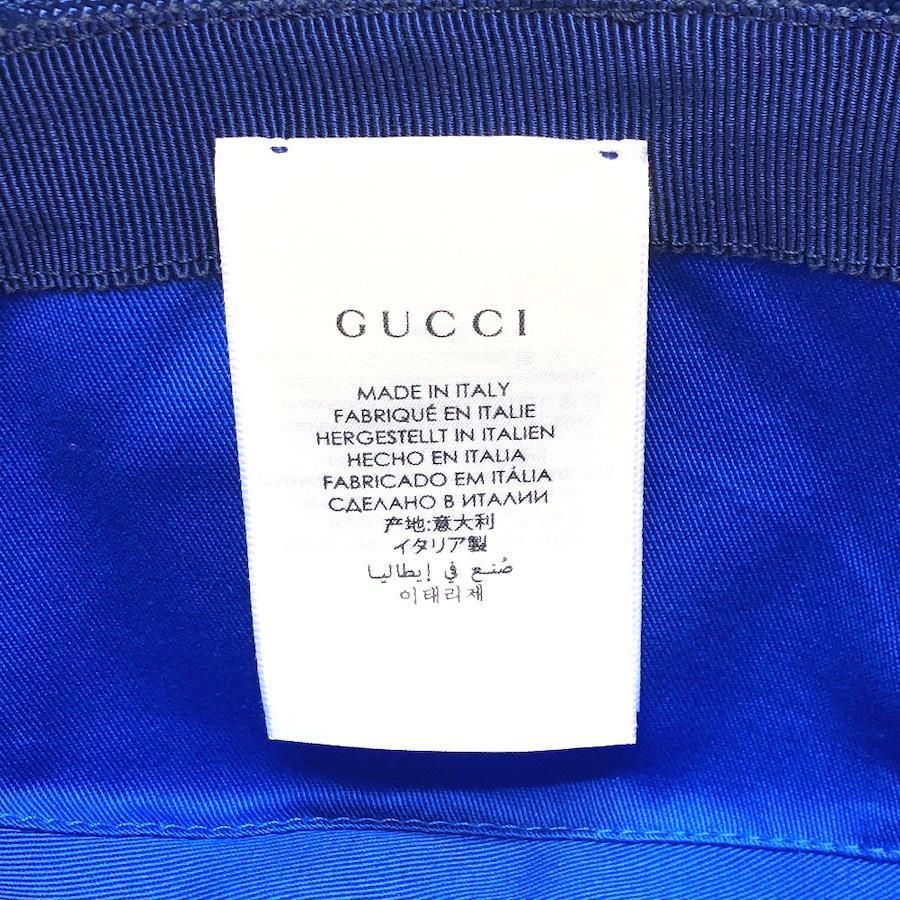 GUCCI
MADE IN ITALY
FABRIQUÉ EN ITALIE
HERGESTELLT IN ITALIEN
HECHO EN ITALIA
FABRICADO EM ITÁLIA
СДЕЛАНО В ИТАЛИИ
产地:意大利
イタリア製
صُنع في إيطاليا
이태리제